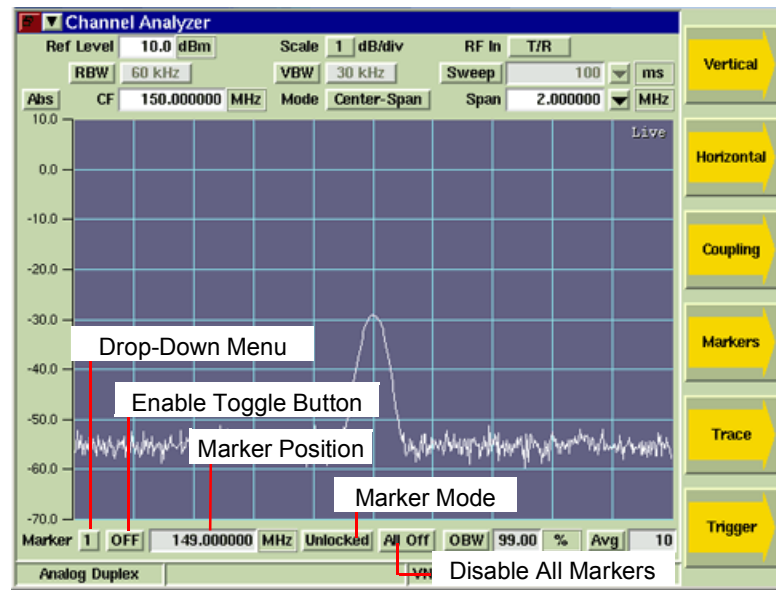 Channel Analyzer
Ref Level 10.0 dBm Scale 1 dB/div RF In T/R
RBW 60 kHz VBW 30 kHz Sweep 100 ms
Abs CF 150.000000 MHz Mode Center-Span Span 2.000000 MHz
10.0
Live
0.0
-10.0
-20.0
-30.0
-40.0
-50.0
-60.0
-70.0
Drop-Down Menu
Enable Toggle Button
Marker Position
Marker Mode
Marker 1 OFF 149.000000 MHz Unlocked All Off OBW 99.00 % Avg 10
Analog Duplex VN
Disable All Markers
Vertical
Horizontal
Coupling
Markers
Trace
Trigger